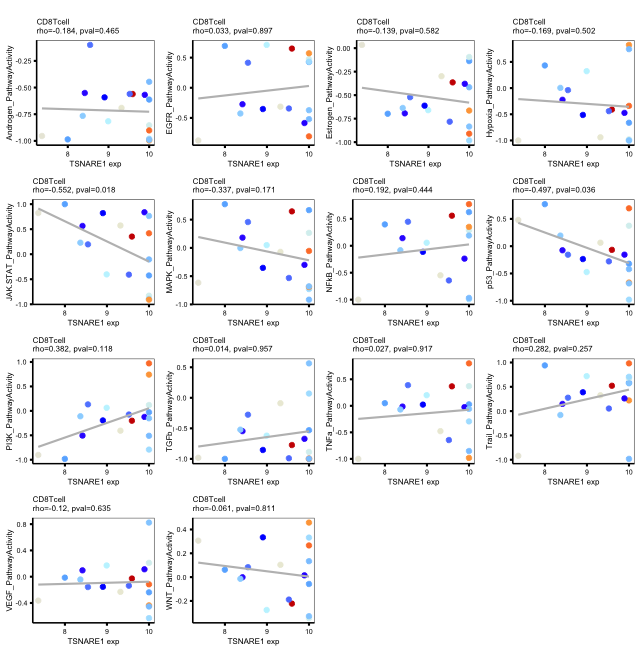 CD8Tcell
rho=-0.184, pval=0.465
Androgen_PathwayActivity
-0.25
-0.50
-0.75
-1.00
8
9
10
TSNARE1 exp
CD8Tcell
rho=0.033, pval=0.897
EGFR_PathwayActivity
0.5
0.0
-0.5
8
9
10
TSNARE1 exp
CD8Tcell
rho=-0.139, pval=0.582
Estrogen_PathwayActivity
0.00
-0.25
-0.50
-0.75
-1.00
8
9
10
TSNARE1 exp
CD8Tcell
rho=-0.169, pval=0.502
Hypoxia_PathwayActivity
0.5
0.0
-0.5
-1.0
8
9
10
TSNARE1 exp
CD8Tcell
rho=-0.552, pval=0.018
JAK-STAT_PathwayActivity
1.0
0.5
0.0
-0.5
8
9
10
TSNARE1 exp
CD8Tcell
rho=-0.337, pval=0.171
MAPK_PathwayActivity
0.5
0.0
-0.5
-1.0
8
9
10
TSNARE1 exp
CD8Tcell
rho=0.192, pval=0.444
NFkB_PathwayActivity
0.5
0.0
-0.5
-1.0
8
9
10
TSNARE1 exp
CD8Tcell
rho=-0.497, pval=0.036
p53_PathwayActivity
0.5
0.0
-0.5
-1.0
8
9
10
TSNARE1 exp
CD8Tcell
rho=0.382, pval=0.118
PI3K_PathwayActivity
1.0
0.5
0.0
-0.5
-1.0
8
9
10
TSNARE1 exp
CD8Tcell
rho=0.014, pval=0.957
TGFb_PathwayActivity
0.5
0.0
-0.5
-1.0
8
9
10
TSNARE1 exp
CD8Tcell
rho=0.027, pval=0.917
TNFa_PathwayActivity
0.5
0.0
-0.5
-1.0
8
9
10
TSNARE1 exp
CD8Tcell
rho=0.282, pval=0.257
Trail_PathwayActivity
1.0
0.5
0.0
-0.5
-1.0
8
9
10
TSNARE1 exp
CD8Tcell
rho=-0.12, pval=0.635
VEGF_PathwayActivity
0.8
0.4
0.0
-0.4
8
9
10
TSNARE1 exp
CD8Tcell
rho=-0.061, pval=0.811
WNT_PathwayActivity
0.4
0.2
0.0
-0.2
8
9
10
TSNARE1 exp